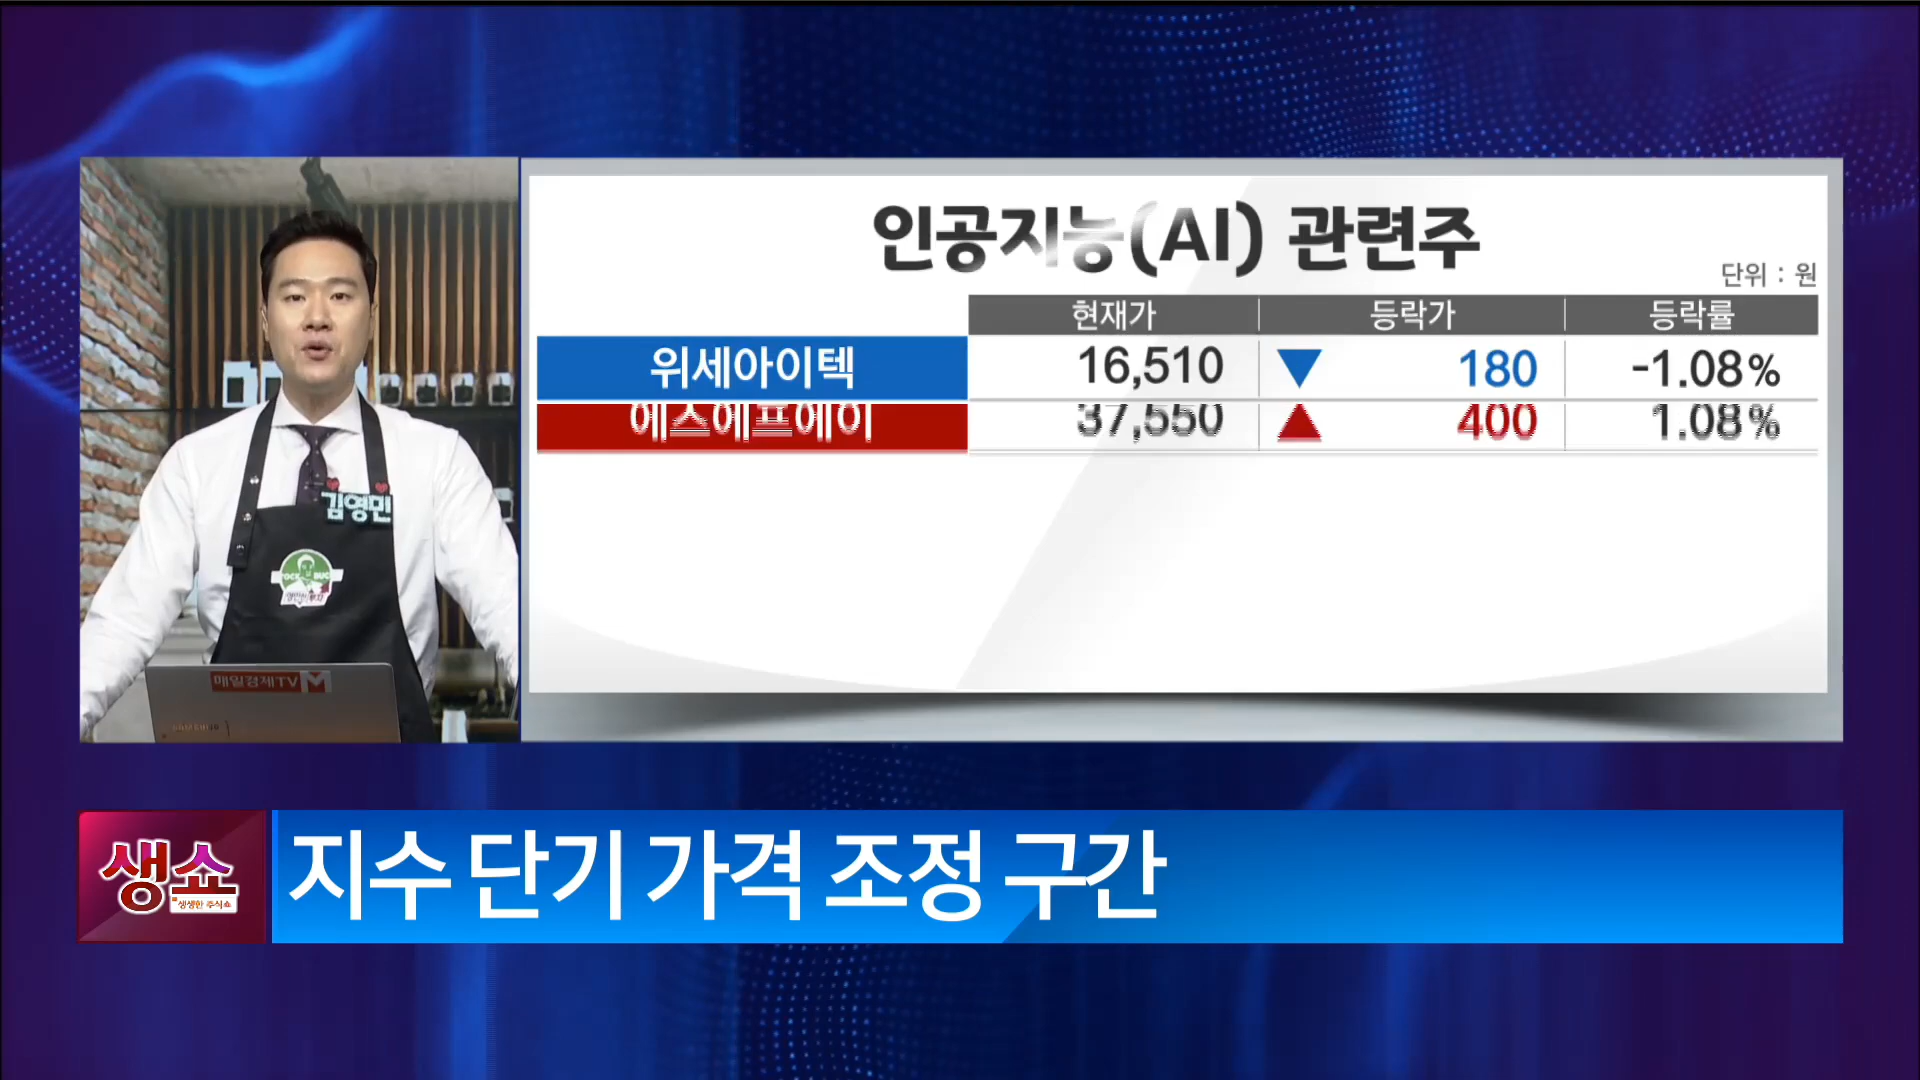 인공지능(AI) 관련주
단위 : 원
현재가 등락가 등락률
위세아이텍 16,510 ▼ 180 -1.08%
에스에프에이 37,550 ▲ 400 1.08%
김영민
매일경제TV M
생쇼
생생한 주식쇼
지수 단기 가격 조정 구간